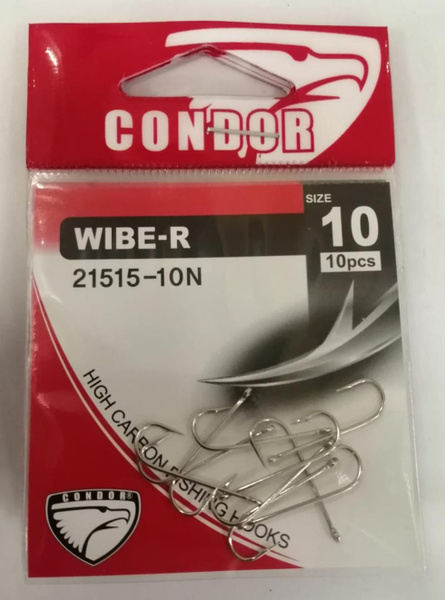 CONDOR
SIZE
10
10pcs
WIBE-R
21515-10N
HIGH CARBON FISHING HOOKS
CONDOR®